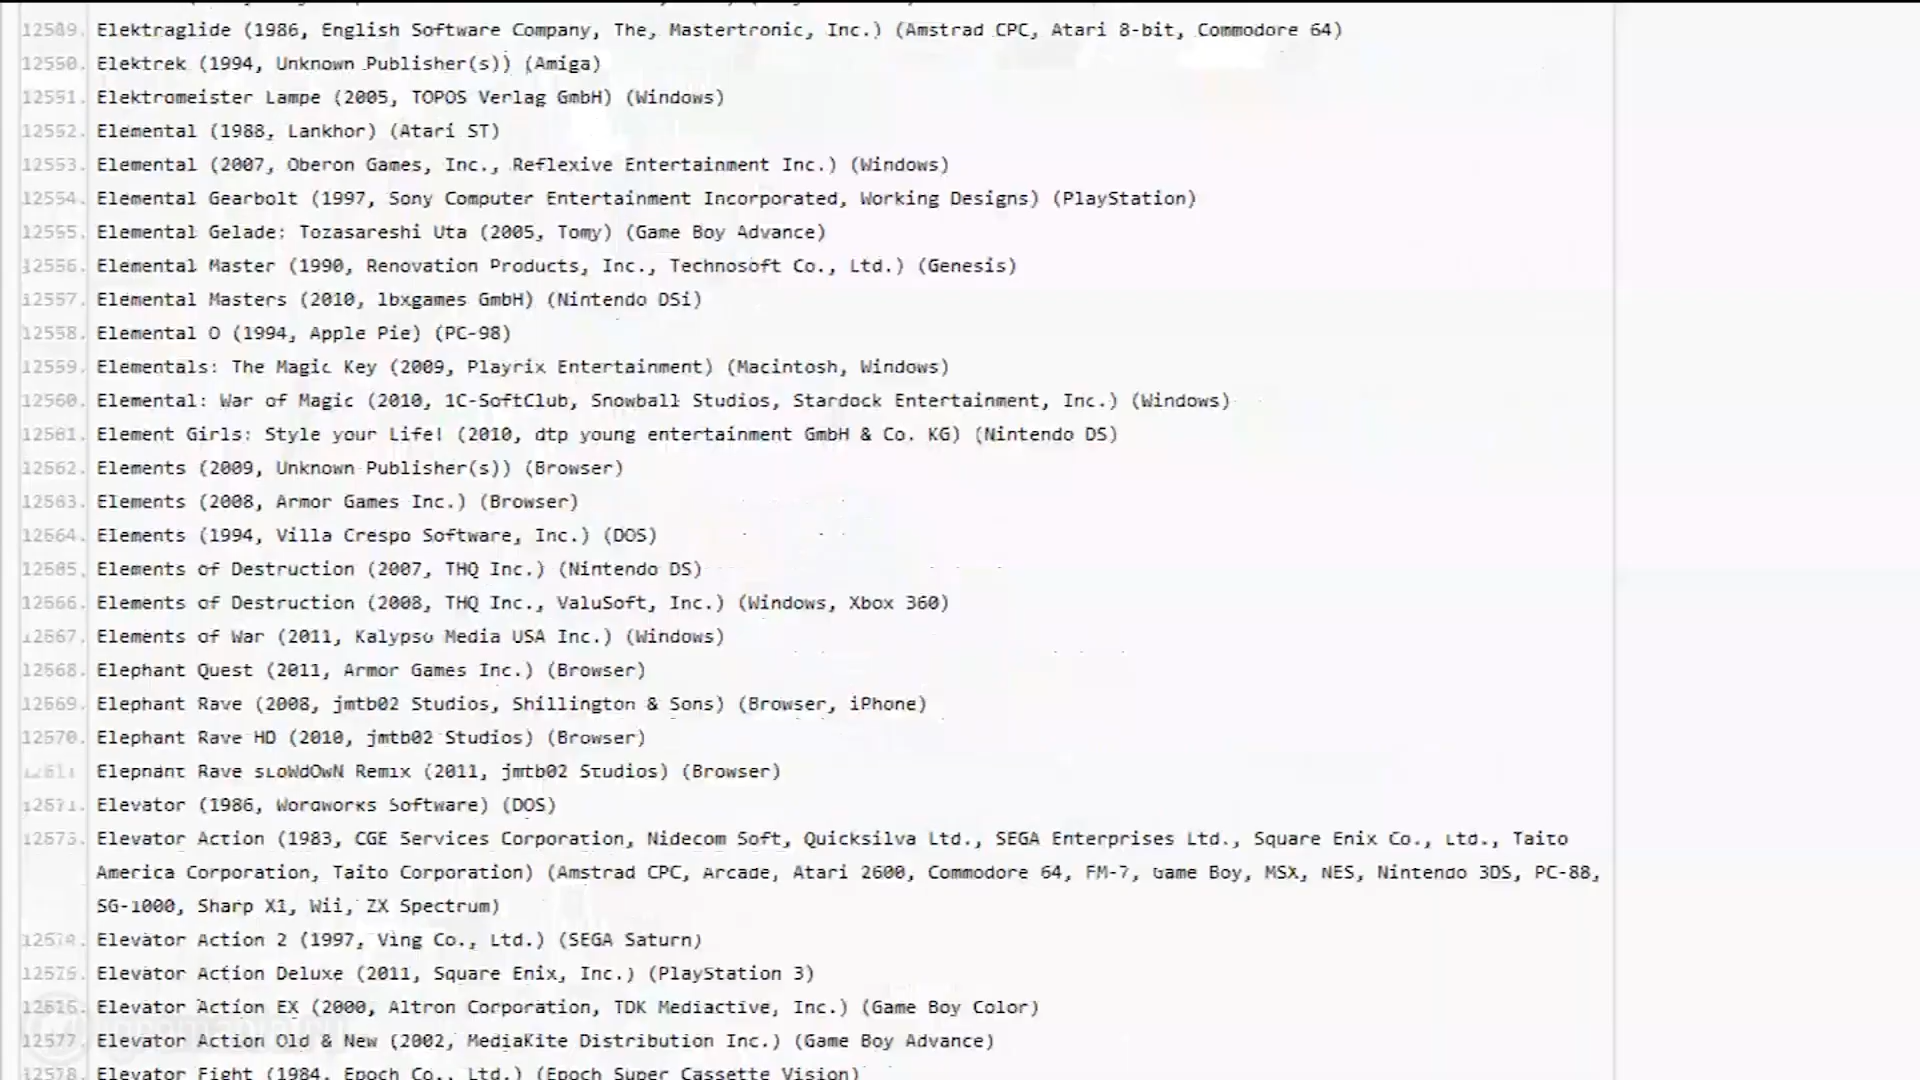 12549. Elektraglide (1986, English Software Company, The, Mastertronic, Inc.) (Amstrad CPC, Atari 8-bit, Commodore 64)
12550. Elektrek (1994, Unknown Publisher(s)) (Amiga)
12551. Elektromeister Lampe (2005, TOPOS Verlag GmbH) (Windows)
12552. Elemental (1988, Lankhor) (Atari ST)
12553. Elemental (2007, Oberon Games, Inc., Reflexive Entertainment Inc.) (Windows)
12554. Elemental Gearbolt (1997, Sony Computer Entertainment Incorporated, Working Designs) (PlayStation)
12555. Elemental Gelade: Tozasareshi Uta (2005, Tomy) (Game Boy Advance)
12556. Elemental Master (1990, Renovation Products, Inc., Technosoft Co., Ltd.) (Genesis)
12557. Elemental Masters (2010, lbxgames GmbH) (Nintendo DSi)
12558. Elemental O (1994, Apple Pie) (PC-98)
12559. Elementals: The Magic Key (2009, Playrix Entertainment) (Macintosh, Windows)
12560. Elemental: War of Magic (2010, 1C-SoftClub, Snowball Studios, Stardock Entertainment, Inc.) (Windows)
12561. Element Girls: Style your Life! (2010, dtp young entertainment GmbH & Co. KG) (Nintendo DS)
12562. Elements (2009, Unknown Publisher(s)) (Browser)
12563. Elements (2008, Armor Games Inc.) (Browser)
12564. Elements (1994, Villa Crespo Software, Inc.) (DOS)
12565. Elements of Destruction (2007, THQ Inc.) (Nintendo DS)
12566. Elements of Destruction (2008, THQ Inc., ValuSoft, Inc.) (Windows, Xbox 360)
12567. Elements of War (2011, Kalypso Media USA Inc.) (Windows)
12568. Elephant Quest (2011, Armor Games Inc.) (Browser)
12569. Elephant Rave (2008, jmtb02 Studios, Shillington & Sons) (Browser, iPhone)
12570. Elephant Rave HD (2010, jmtb02 Studios) (Browser)
Elephant Rave sLoWdOwN Remix (2011, jmtb02 Studios) (Browser)
Elevator (1986, Wordworks Software) (DOS)
12573. Elevator Action (1983, CGE Services Corporation, Nidecom Soft, Quicksilva Ltd., SEGA Enterprises Ltd., Square Enix Co., Ltd., Taito
America Corporation, Taito Corporation) (Amstrad CPC, Arcade, Atari 2600, Commodore 64, FM-7, Game Boy, MSX, NES, Nintendo 3DS, PC-88,
SG-1000, Sharp X1, Wii, ZX Spectrum)
12574. Elevator Action 2 (1997, Ving Co., Ltd.) (SEGA Saturn)
12575. Elevator Action Deluxe (2011, Square Enix, Inc.) (PlayStation 3)
12576. Elevator Action EX (2000, Altron Corporation, TDK Mediactive, Inc.) (Game Boy Color)
12577. Elevator Action Old & New (2002, MediaKite Distribution Inc.) (Game Boy Advance)
12578. Elevator Fight (1984, Epoch Co., Ltd.) (Epoch Super Cassette Vision)